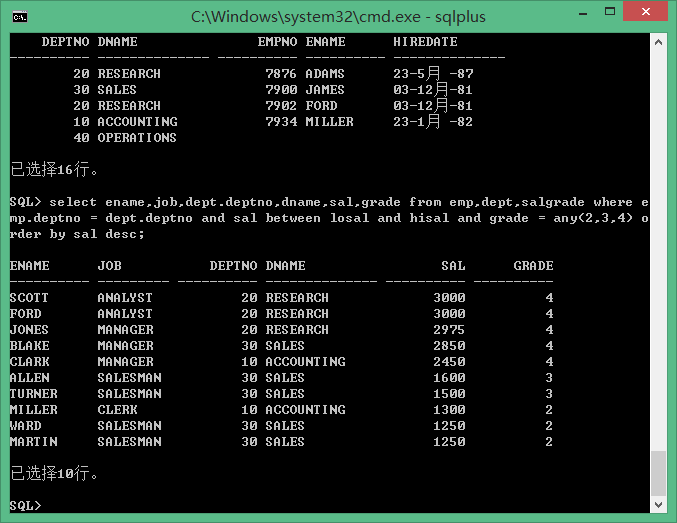 C:\Windows\system32\cmd.exe - sqlplus
    DEPTNO DNAME               EMPNO ENAME      HIREDATE
---------- -------------- ---------- ---------- --------------
        20 RESEARCH             7876 ADAMS      23-5月 -87
        30 SALES                7900 JAMES      03-12月-81
        20 RESEARCH             7902 FORD       03-12月-81
        10 ACCOUNTING           7934 MILLER     23-1月 -82
        40 OPERATIONS
已选择16行。
SQL> select ename,job,dept.deptno,dname,sal,grade from emp,dept,salgrade where e
mp.deptno = dept.deptno and sal between losal and hisal and grade = any(2,3,4) o
rder by sal desc;
ENAME      JOB           DEPTNO DNAME                 SAL      GRADE
---------- --------- ---------- -------------- ---------- ----------
SCOTT      ANALYST           20 RESEARCH             3000          4
FORD       ANALYST           20 RESEARCH             3000          4
JONES      MANAGER           20 RESEARCH             2975          4
BLAKE      MANAGER           30 SALES                2850          4
CLARK      MANAGER           10 ACCOUNTING           2450          4
ALLEN      SALESMAN          30 SALES                1600          3
TURNER     SALESMAN          30 SALES                1500          3
MILLER     CLERK             10 ACCOUNTING           1300          2
WARD       SALESMAN          30 SALES                1250          2
MARTIN     SALESMAN          30 SALES                1250          2
已选择10行。
SQL>